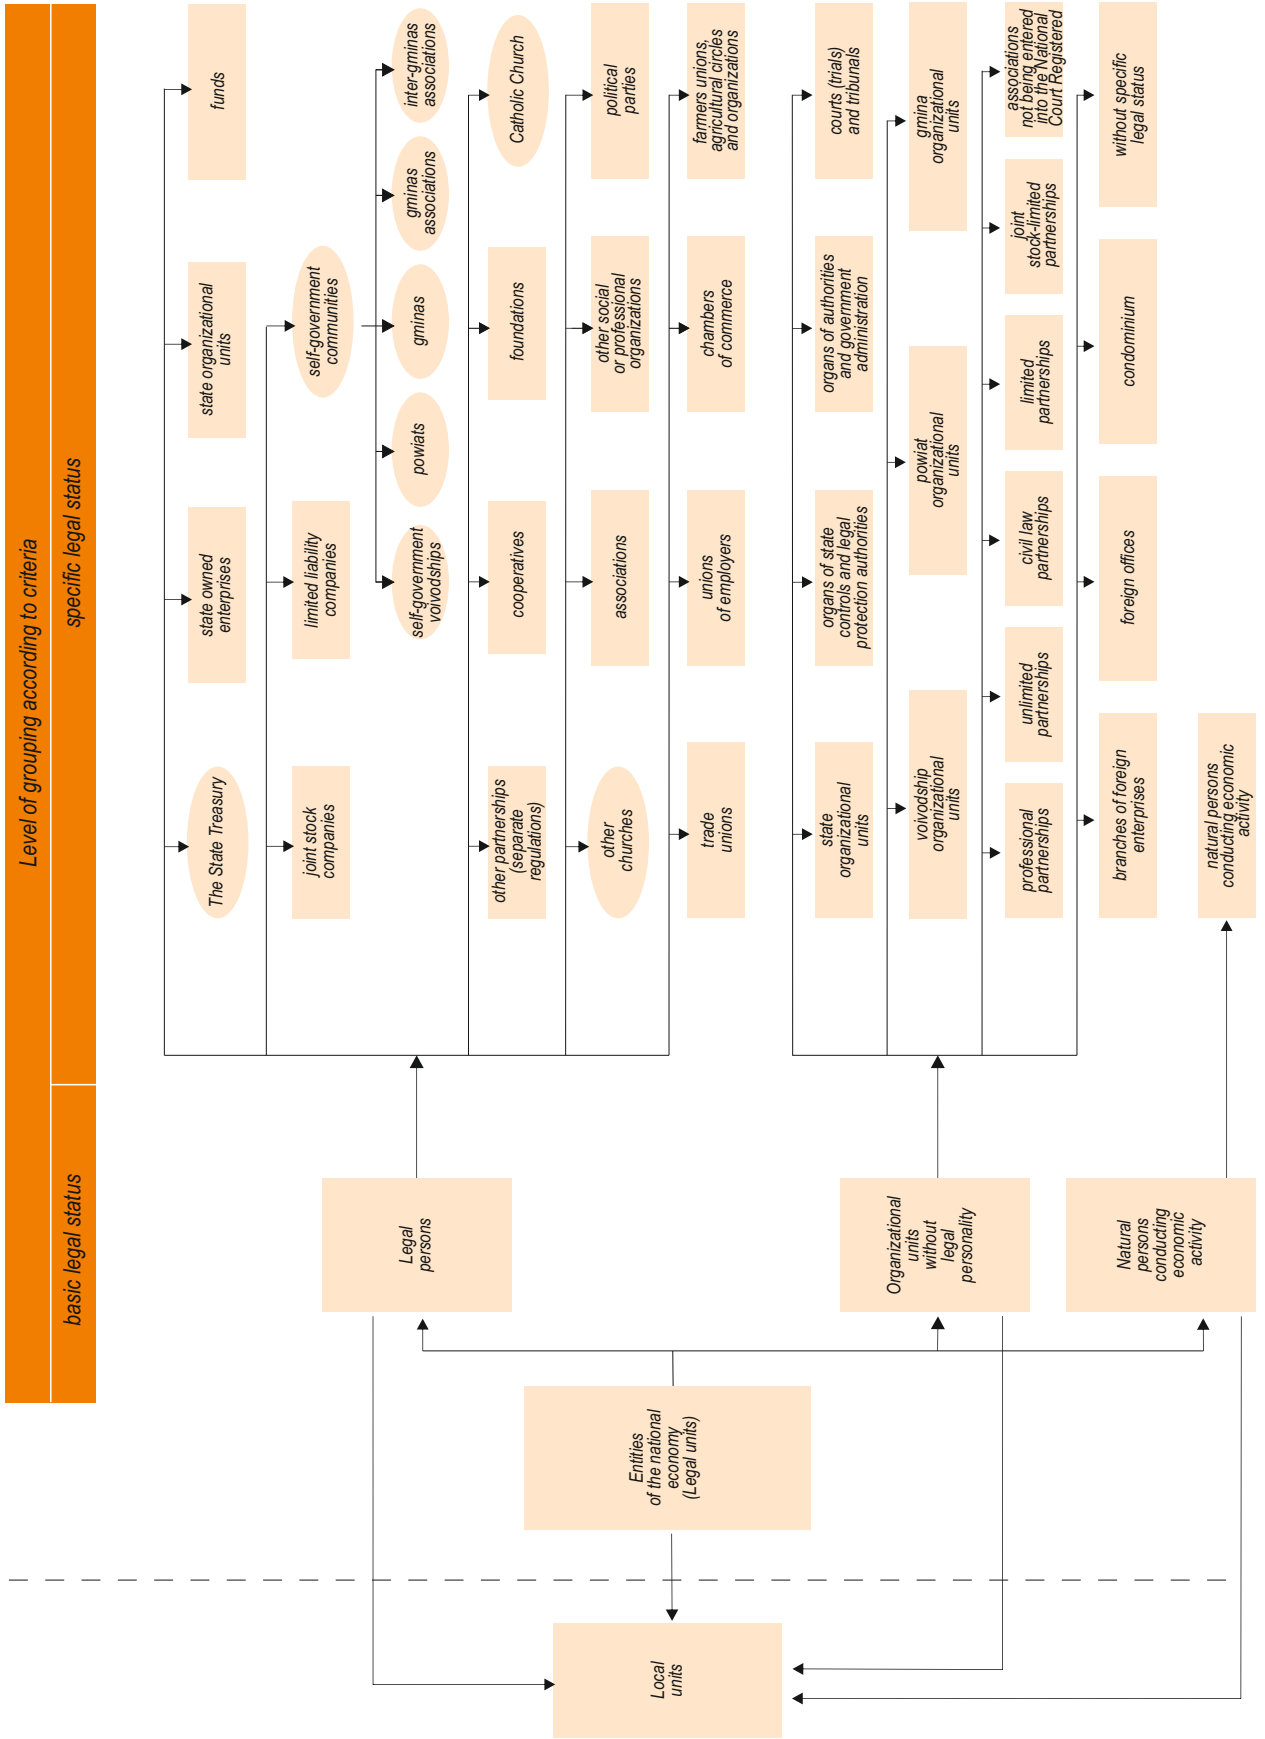 Level of grouping according to criteria
basic legal status
specific legal status
Local
units
Entities
of the national
economy
(Legal units)
Legal
persons
Organizational
units
without
legal
personality
Natural
persons
conducting
economic
activity
The State Treasury
state owned
enterprises
state organizational
units
funds
joint stock
companies
limited liability
companies
self-government
communities
self-government
voivodships
powiats
gminas
gminas
associations
inter-gminas
associations
other partnerships
(separate
regulations)
cooperatives
foundations
Catholic Church
other
churches
associations
other social
or professional
organizations
political
parties
trade
unions
unions
of employers
chambers
of commerce
farmers unions,
agricultural circles
and organizations
state
organizational
units
organs of state
controls and legal
protection authorities
organs of authorities
and government
administration
courts (trials)
and tribunals
voivodship
organizational
units
powiat
organizational
units
gmina
organizational
units
professional
partnerships
unlimited
partnerships
civil law
partnerships
limited
partnerships
joint
stock-limited
partnerships
associations
not being entered
into the National
Court Registered
branches of foreign
enterprises
foreign offices
condominium
without specific
legal status
natural persons
conducting economic
activity